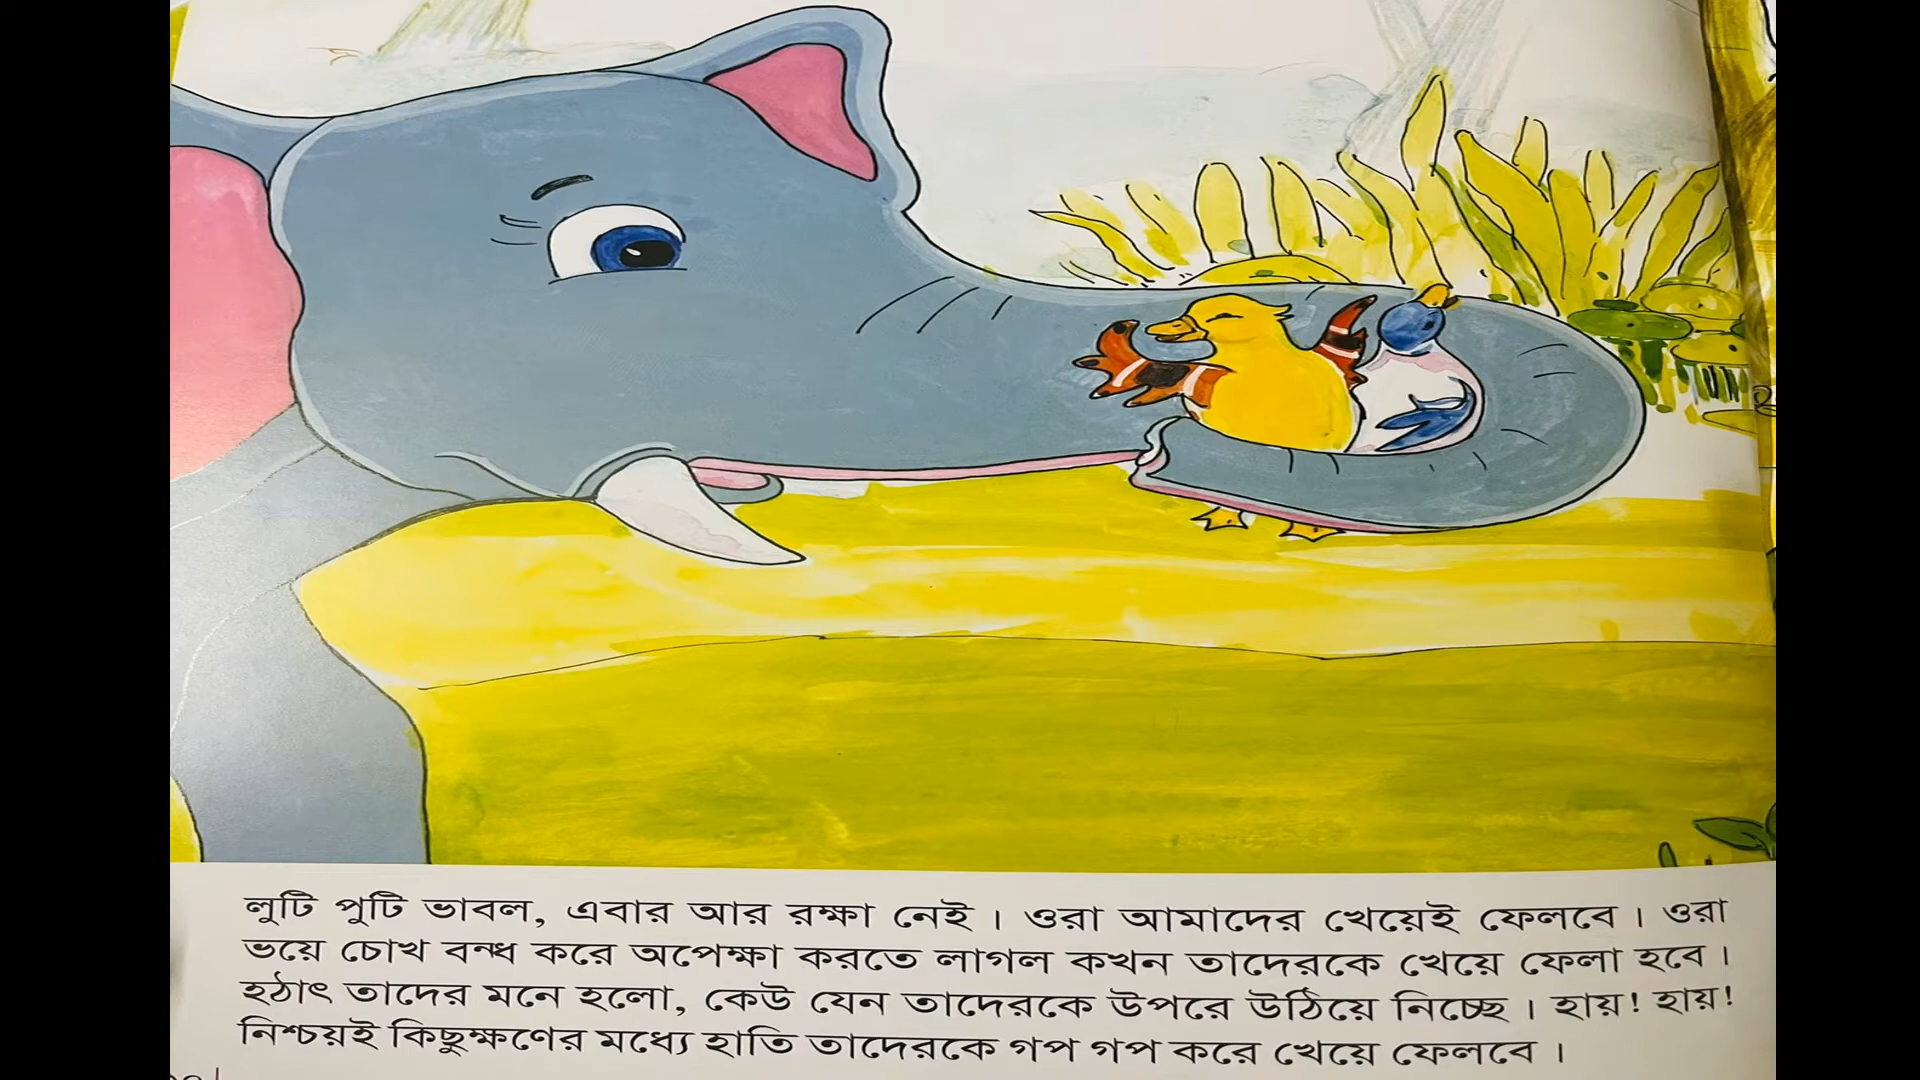 লুটি পুটি ভাবল, এবার আর রক্ষা নেই। ওরা আমাদের খেয়েই ফেলবে। ওরা
ভয়ে চোখ বন্ধ করে অপেক্ষা করতে লাগল কখন তাদেরকে খেয়ে ফেলা হবে।
হঠাৎ তাদের মনে হলো, কেউ যেন তাদেরকে উপরে উঠিয়ে নিচ্ছে। হায়! হায়!
নিশ্চয়ই কিছুক্ষণের মধ্যে হাতি তাদেরকে গপ গপ করে খেয়ে ফেলবে।